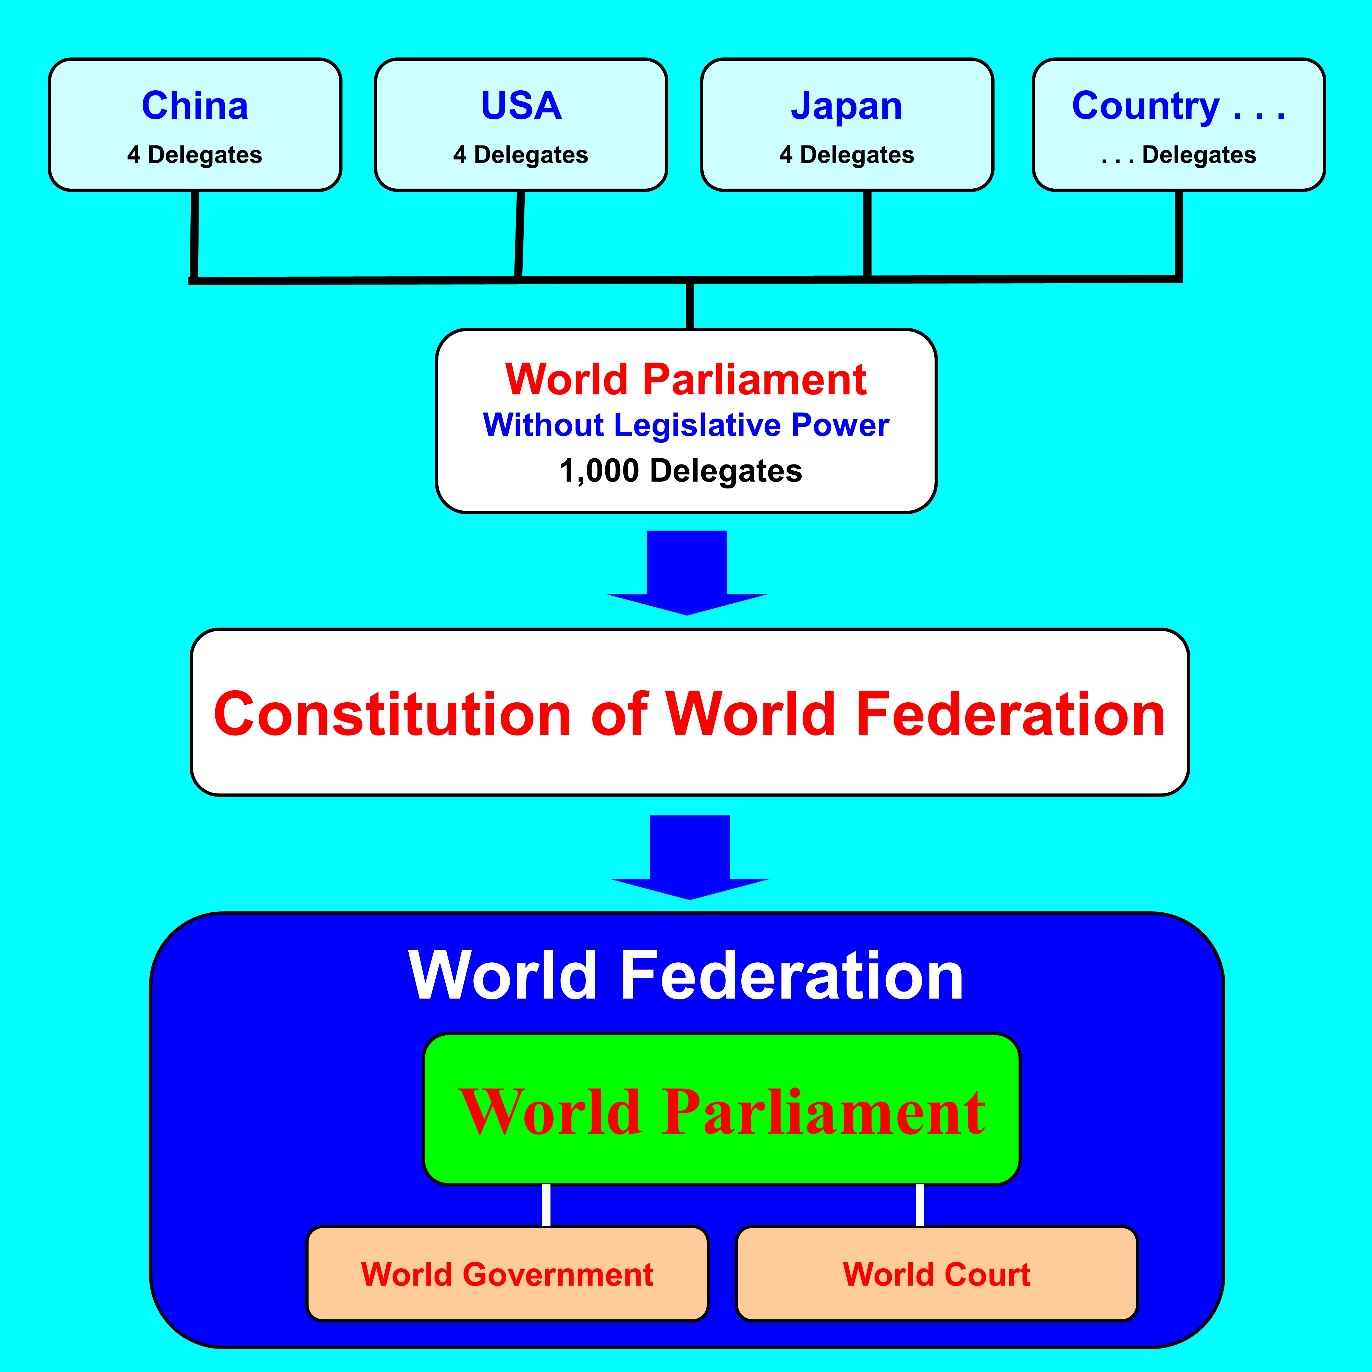 China
4 Delegates
USA
4 Delegates
Japan
4 Delegates
Country . . .
. . . Delegates
World Parliament
Without Legislative Power
1,000 Delegates
Constitution of World Federation
World Federation
World Parliament
World Government
World Court